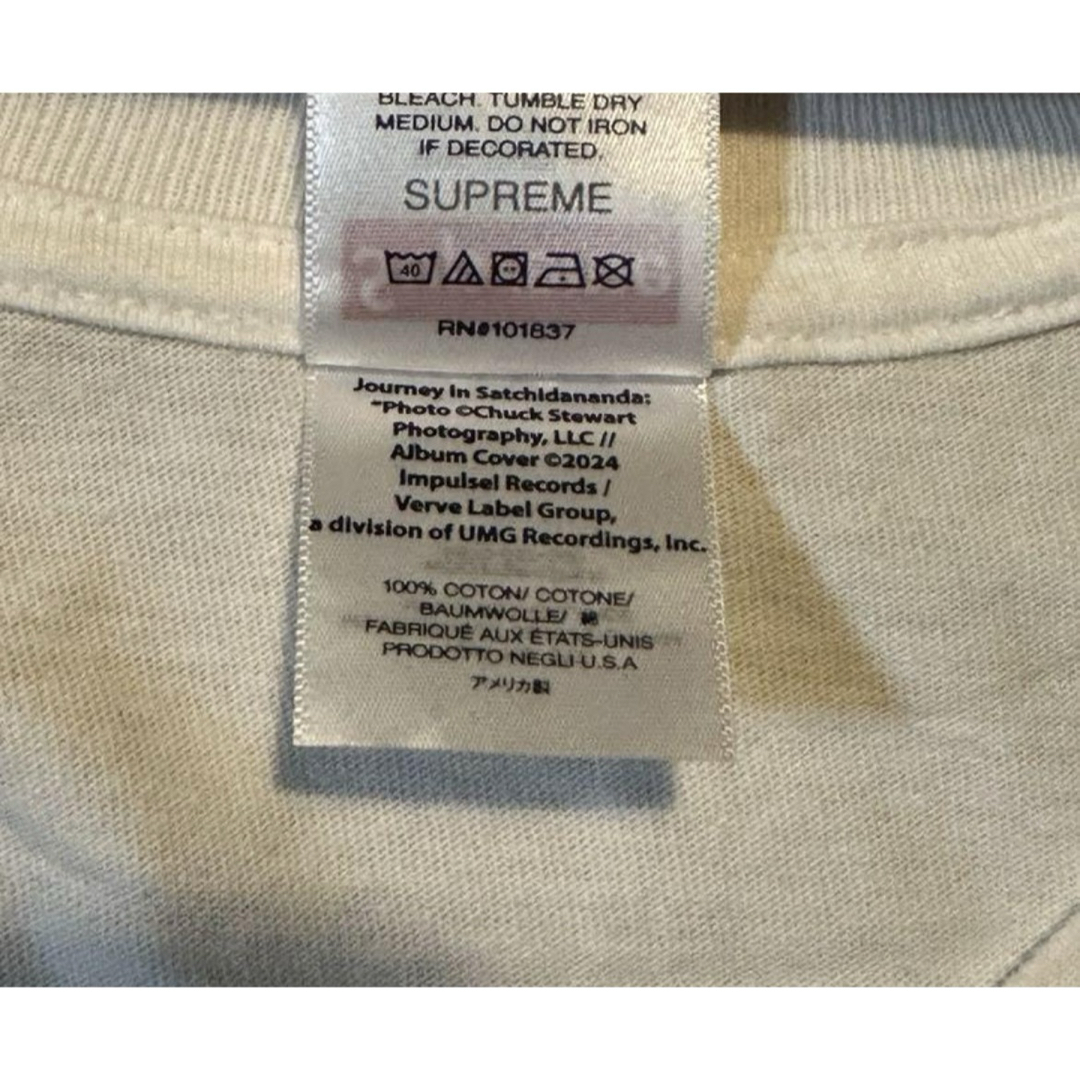 BLEACH. TUMBLE DRY
MEDIUM. DO NOT IRON
IF DECORATED.
SUPREME
40
RN#101837
Journey in Satchidananda:
"Photo ©Chuck Stewart
Photography, LLC //
Album Cover ©2024
Impulse! Records /
Verve Label Group,
a division of UMG Recordings, Inc.
100% COTON/ COTONE/
BAUMWOLLE/ 綿
FABRIQUÉ AUX ÉTATS-UNIS
PRODOTTO NEGLI U.S.A
アメリカ製